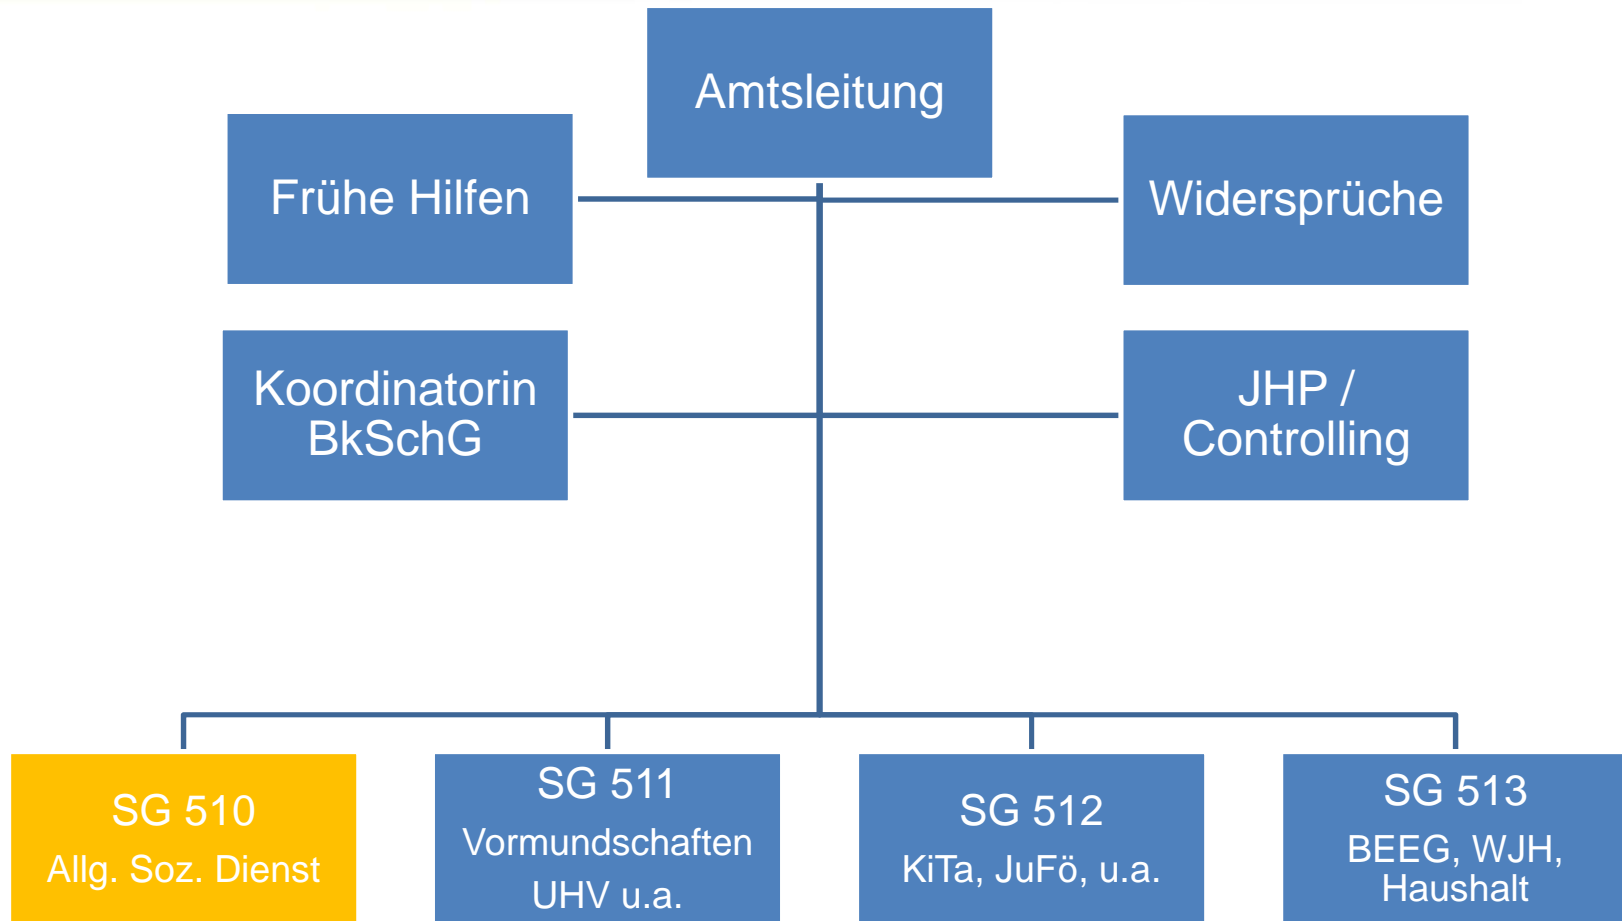 Amtsleitung
Frühe Hilfen
Widersprüche
Koordinatorin
BkSchG
JHP /
Controlling
SG 510
Allg. Soz. Dienst
SG 511
Vormundschaften
UHV u.a.
SG 512
KiTa, JuFö, u.a.
SG 513
BEEG, WJH,
Haushalt